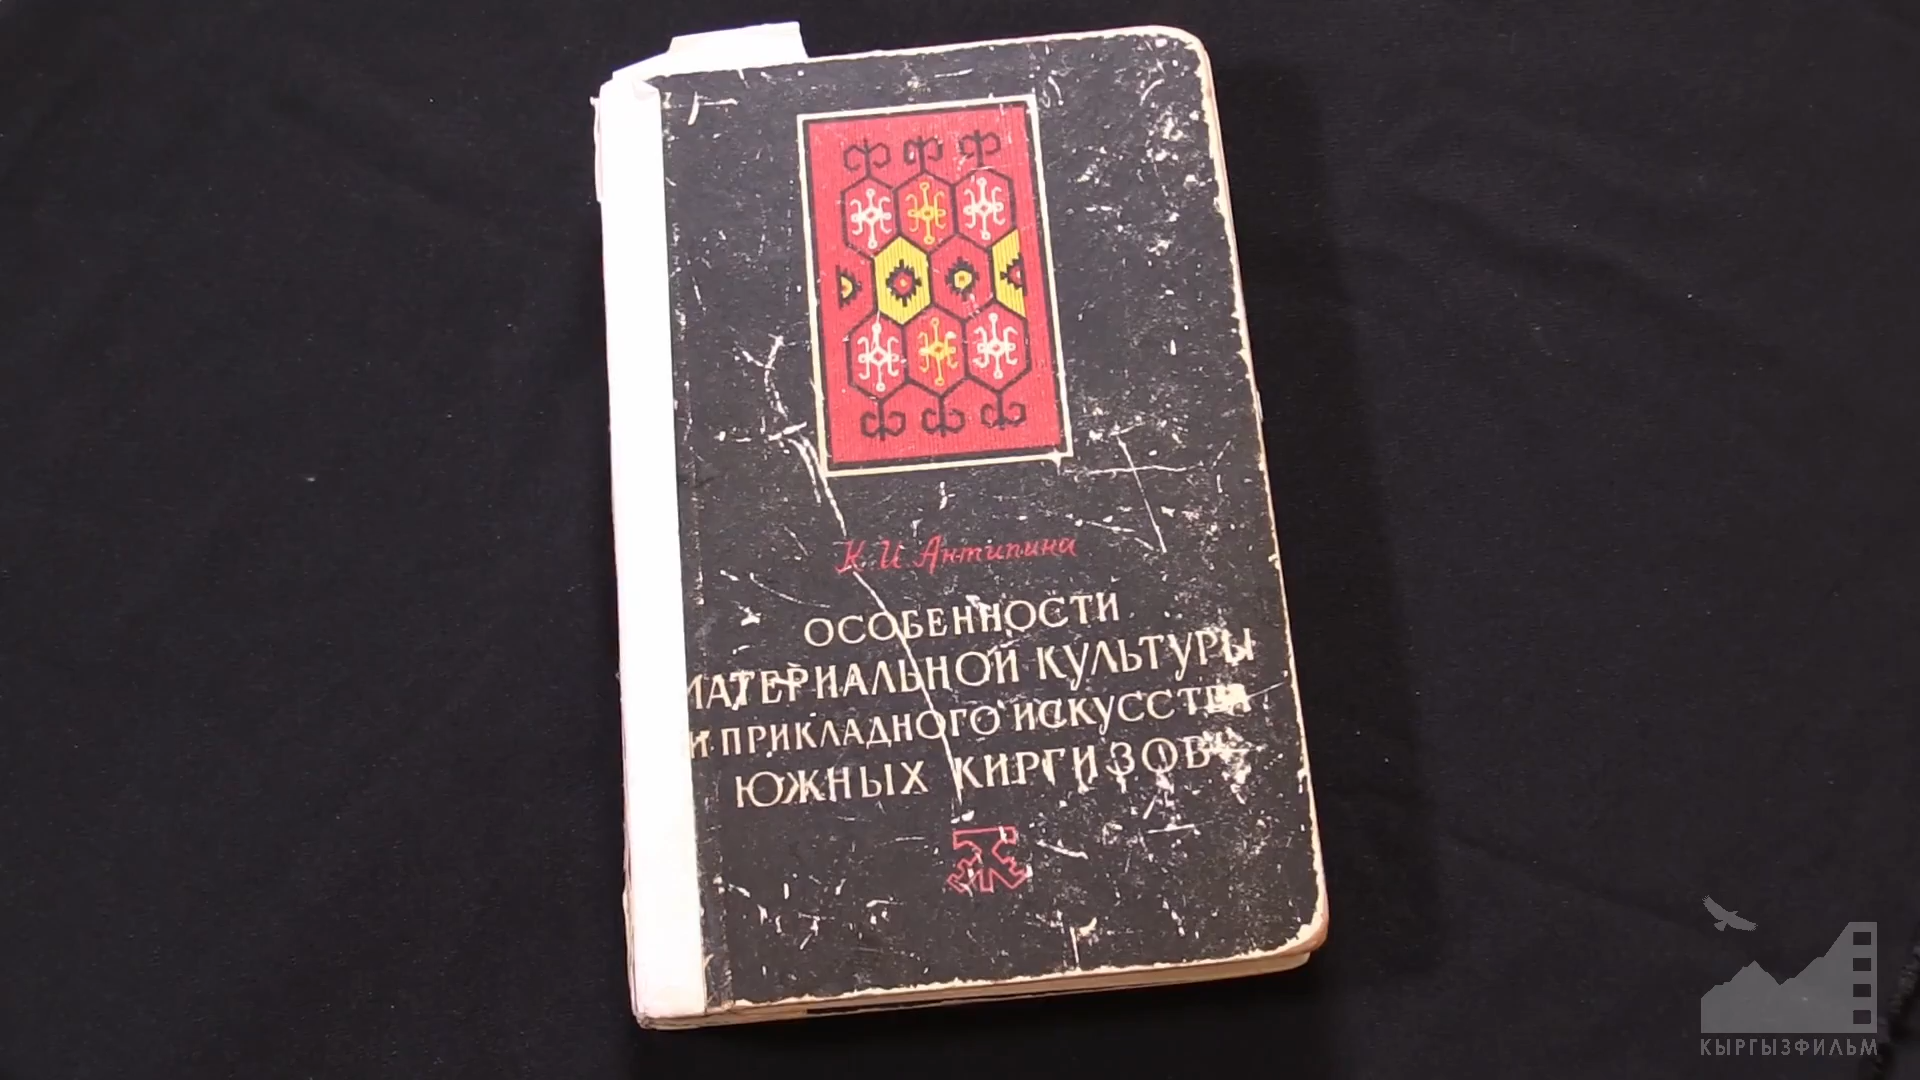 К. И. Антипина
ОСОБЕННОСТИ
МАТЕРИАЛЬНОЙ КУЛЬТУРЫ
И ПРИКЛАДНОГО ИСКУССТВА
ЮЖНЫХ КИРГИЗОВ
КЫРГЫЗФИЛЬМ